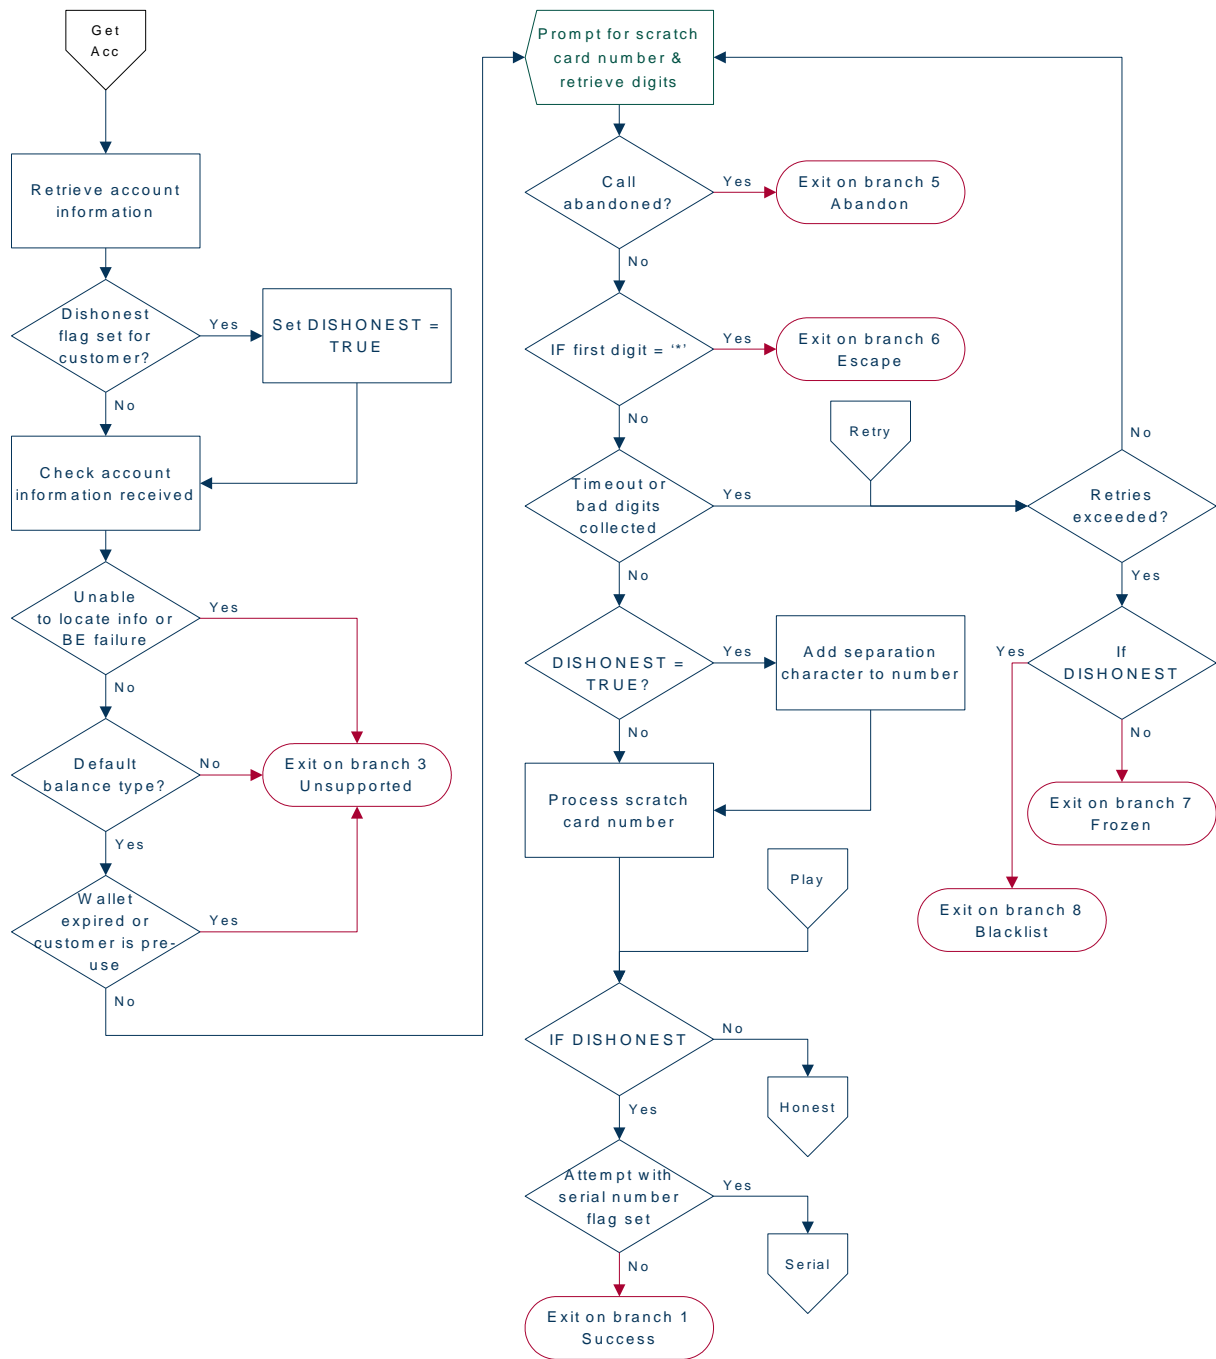 Get
Acc
Retrieve account
information
Dishonest
flag set for
customer?
Yes
Set DISHONEST =
TRUE
No
Check account
information received
Unable
to locate info or
BE failure
Yes
No
Default
balance type?
No
Exit on branch 3
Unsupported
Yes
Wallet
expired or
customer is pre-
use
Yes
No
Prompt for scratch
card number &
retrieve digits
Call
abandoned?
Yes
Exit on branch 5
Abandon
No
IF first digit = ‘*’
Yes
Exit on branch 6
Escape
No
Retry
Timeout or
bad digits
collected
Yes
No
Retries
exceeded?
No
Yes
DISHONEST =
TRUE?
Yes
Add separation
character to number
No
If
DISHONEST
Yes
No
Exit on branch 7
Frozen
Exit on branch 8
Blacklist
Process scratch
card number
Play
IF DISHONEST
No
Honest
Yes
Attempt with
serial number
flag set
Yes
Serial
No
Exit on branch 1
Success